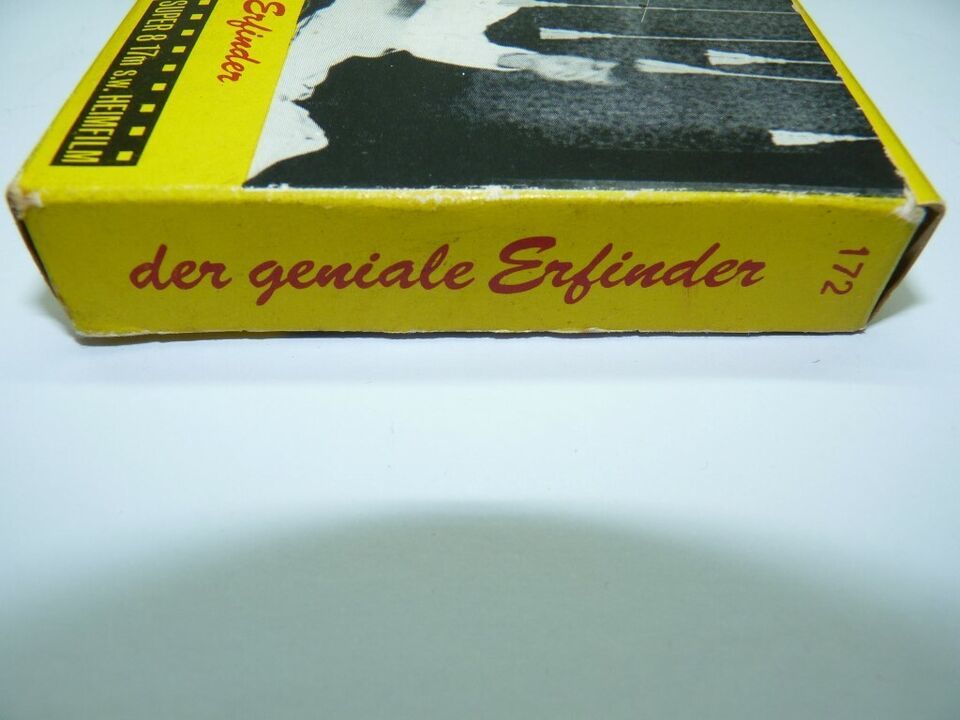 SUPER 8 17m s.w. HEIMFILM
Erfinder
der geniale Erfinder
172